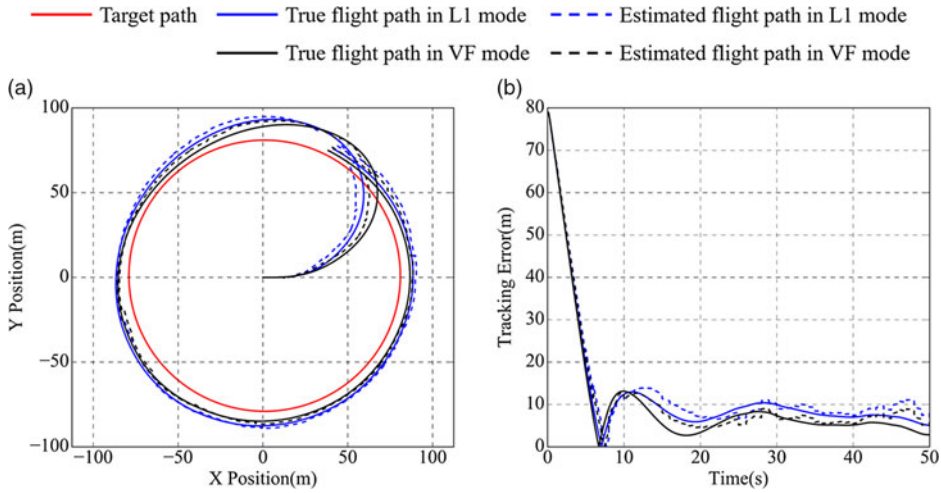 Target path
True flight path in L1 mode
Estimated flight path in L1 mode
True flight path in VF mode
Estimated flight path in VF mode
(a)
100
50
0
−50
−100
−100
−50
0
50
100
Y Position(m)
X Position(m)
(b)
80
70
60
50
40
30
20
10
0
0
10
20
30
40
50
Tracking Error(m)
Time(s)